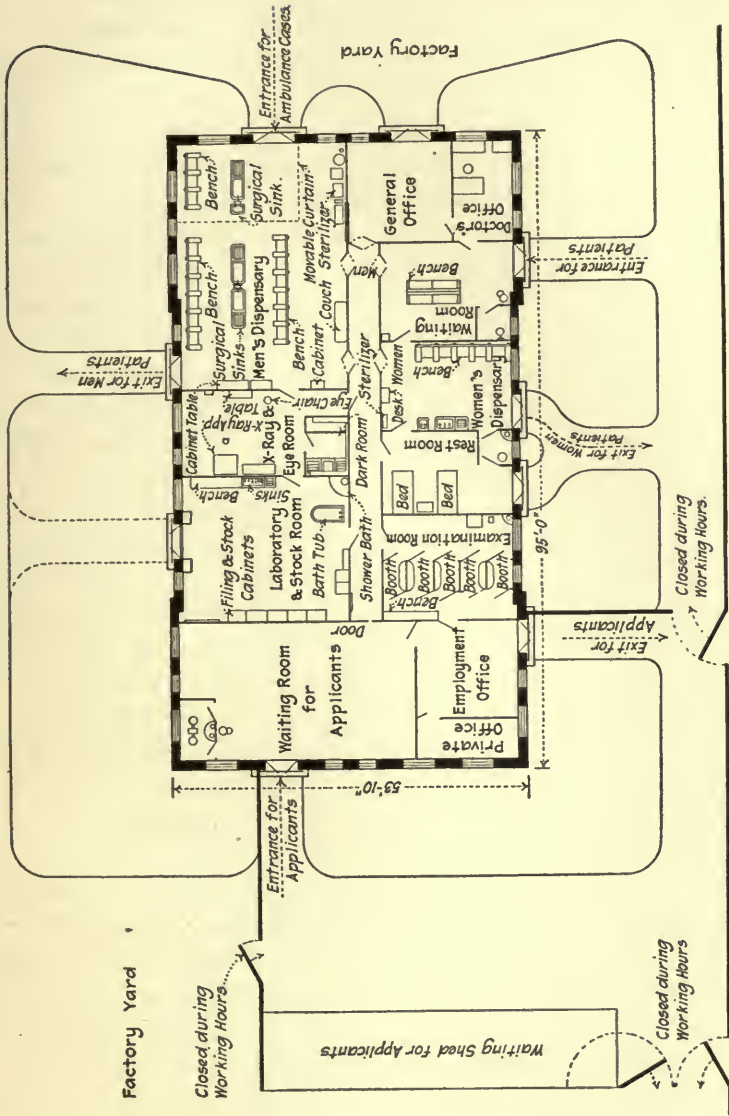 Factory Yard
Entrance for
Ambulance Cases.
Bench.
Surgical
Sink.
Movable Curtain
Sterilizer
General
Office
Doctor's
Office
Entrance for
Patients
Exit for Men
Patients
Surgical
Sinks
Bench
Men's Dispensary
Bench
Cabinet
Couch
Men
Bench
Waiting
Room
Cabinet Table
X-Ray App.
Table
X-Ray &
Eye Room
Eye Chair
Sterilizer
Dark Room
Desk
Women
Bench
Women's
Dispensary
Exit for
Women
Patients
Rest Room
Bed
Bed
Bench
Sinks
Filing & Stock
Cabinets
Laboratory
& Stock Room
Bath Tub
Shower Bath
Examination Room
Booth
Booth
Booth
Booth
Booth
Bench
95'-0"
Waiting Room
for
Applicants
Door
Employment
Office
Private
Office
Exit for
Applicants
Closed during
Working Hours.
53'-10"
Entrance for
Applicants
Factory Yard
Closed during
Working Hours
Waiting Shed for Applicants
Closed during
Working Hours